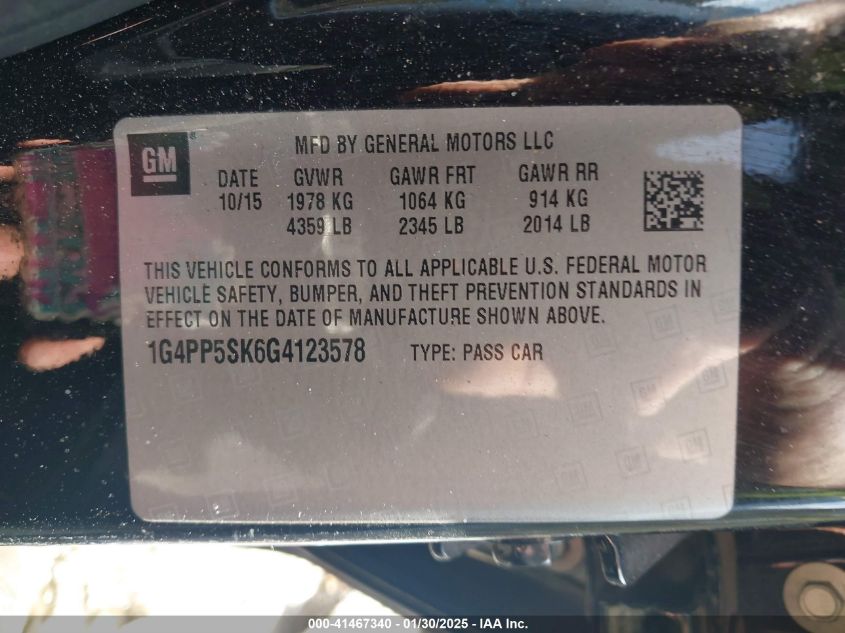 GM
MFD BY GENERAL MOTORS LLC
DATE GVWR GAWR FRT GAWR RR
10/15 1978 KG 1064 KG 914 KG
4359 LB 2345 LB 2014 LB
THIS VEHICLE CONFORMS TO ALL APPLICABLE U.S. FEDERAL MOTOR
VEHICLE SAFETY, BUMPER, AND THEFT PREVENTION STANDARDS IN
EFFECT ON THE DATE OF MANUFACTURE SHOWN ABOVE.
1G4PP5SK6G4123578 TYPE: PASS CAR
000-41467340 - 01/30/2025 - IAA Inc.